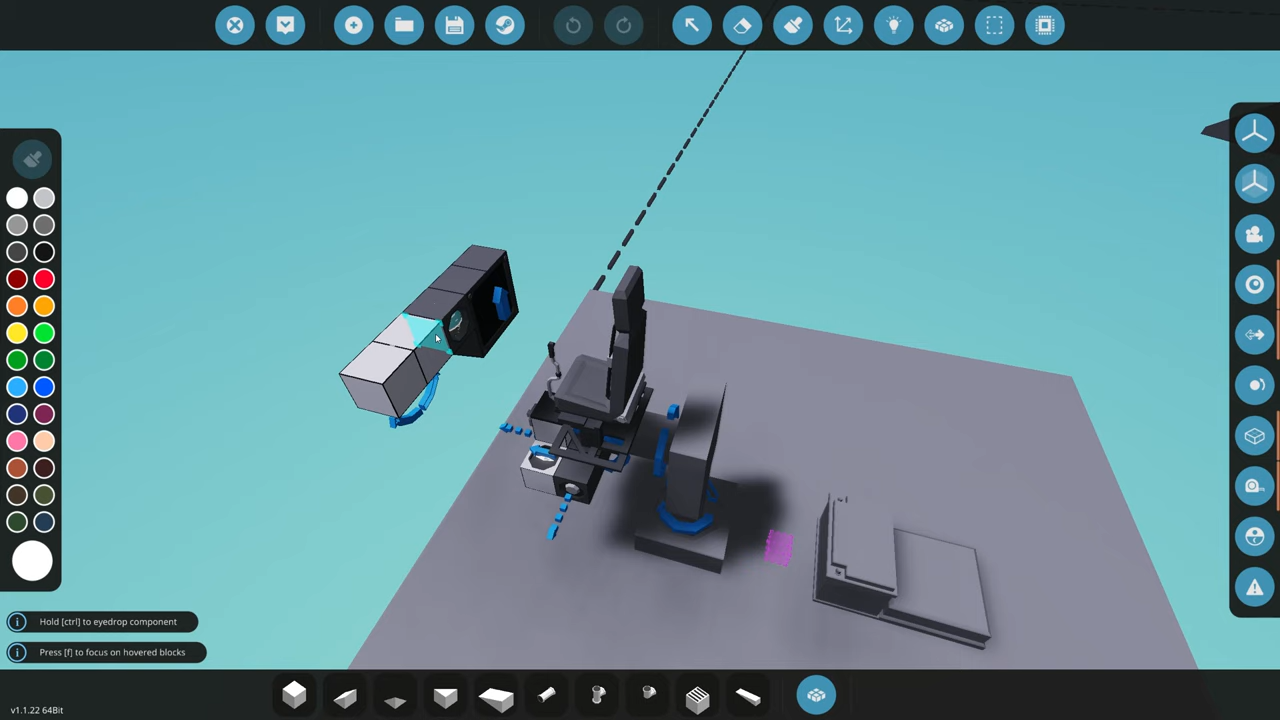 Hold [ctrl] to eyedrop component
Press [f] to focus on hovered blocks
v1.1.22 64Bit